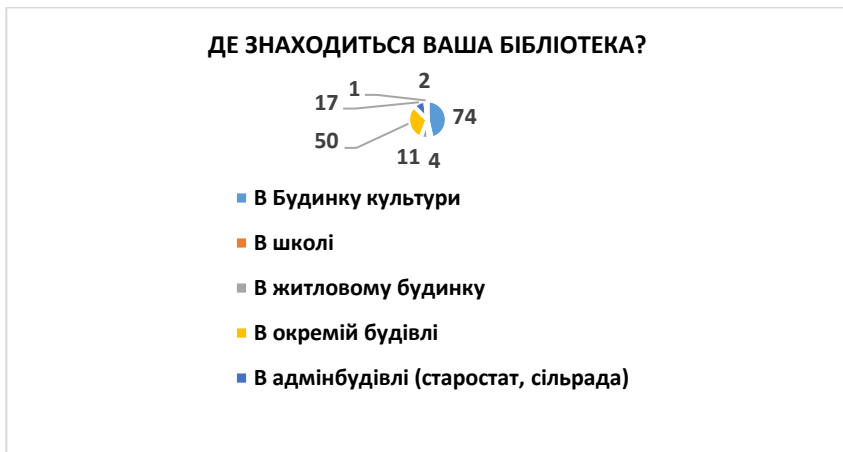 ДЕ ЗНАХОДИТЬСЯ ВАША БІБЛІОТЕКА?
1 2
17 74
50
11 4
В Будинку культури
В школі
В житловому будинку
В окремій будівлі
В адмінбудівлі (старостат, сільрада)